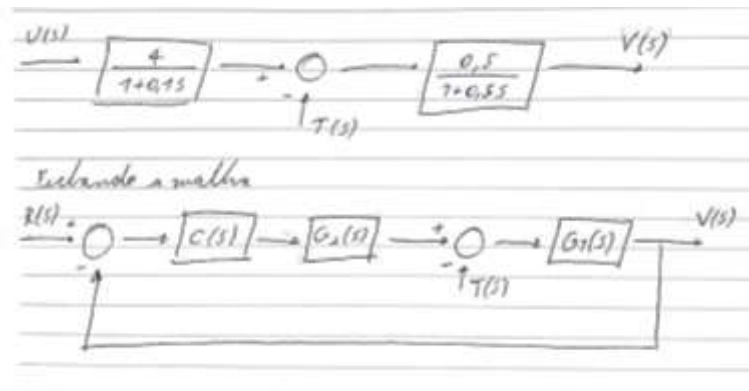 U(s) 4 V(s)
1+0,1s + 0,5
- 1+0,5s
T(s)
Fechando a malha
R(s) + C(s) G2(s) + G1(s) V(s)
- - T(s)